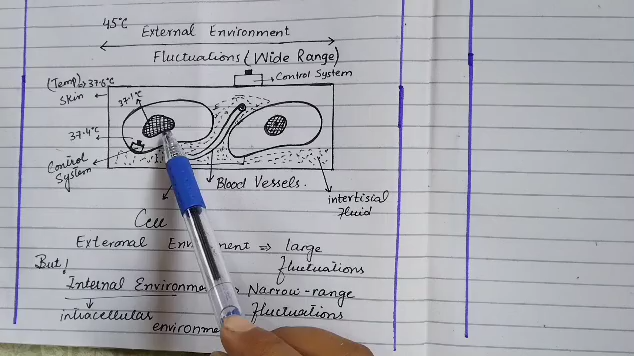 45°C
External Environment
Fluctuations (Wide Range)
Control System
(Temp) → 37.6°C
Skin
37.1°C
37.4°C
Control
System
Blood Vessels.
intertisial
Fluid
Cell
Exteronal Environment ⇒ large
fluctuations
But!
Internal Environment Narrow-range
fluctuations
intracellular
environment